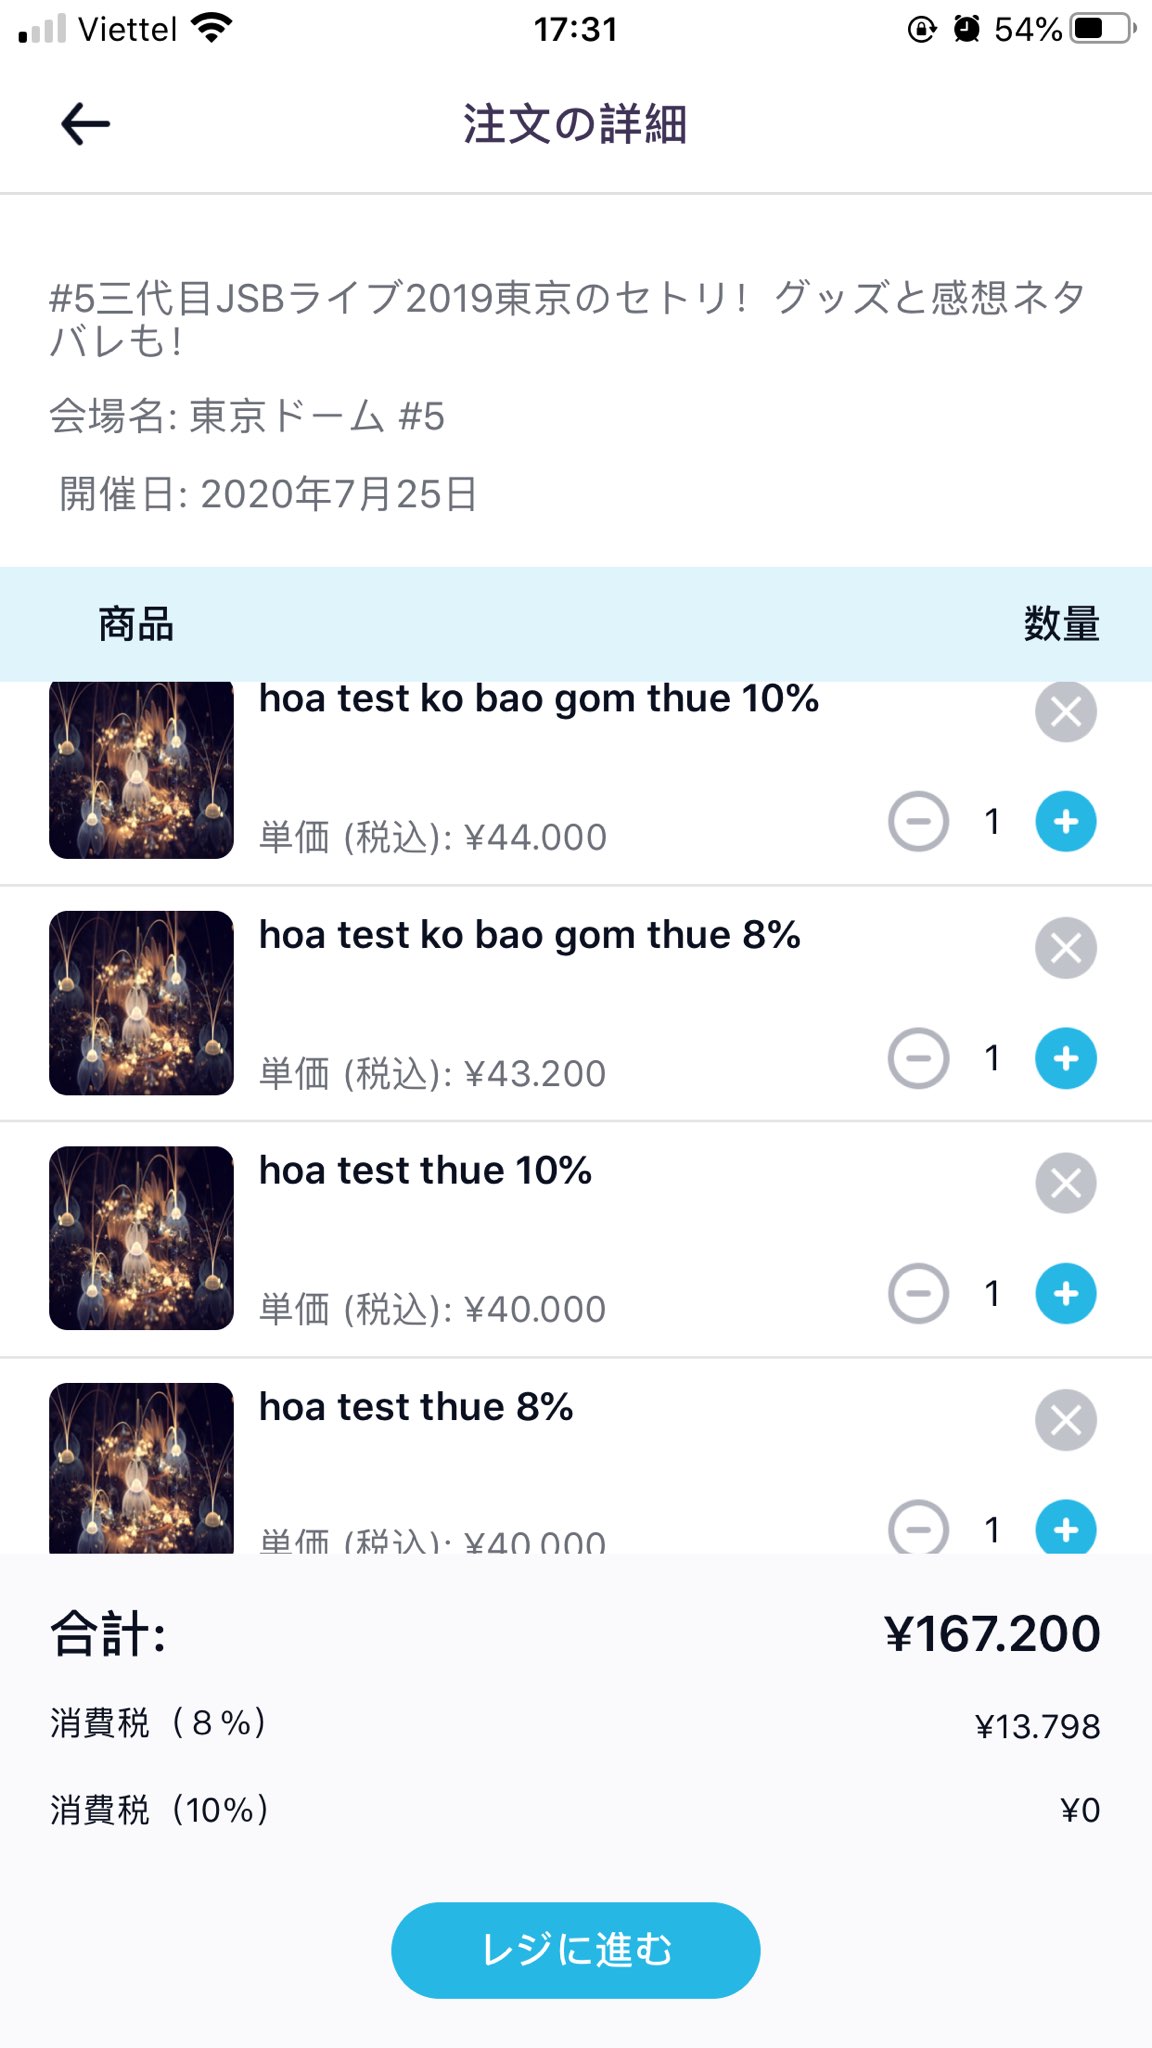 Viettel 17:31 54%
注文の詳細
#5三代目JSBライブ2019東京のセトリ！グッズと感想ネタ
バレも！
会場名: 東京ドーム #5
開催日: 2020年7月25日
商品 数量
hoa test ko bao gom thue 10%
単価 (税込): ¥44.000 1
hoa test ko bao gom thue 8%
単価 (税込): ¥43.200 1
hoa test thue 10%
単価 (税込): ¥40.000 1
hoa test thue 8%
単価 (税込): ¥40.000 1
合計: ¥167.200
消費税（８%） ¥13.798
消費税（10%） ¥0
レジに進む